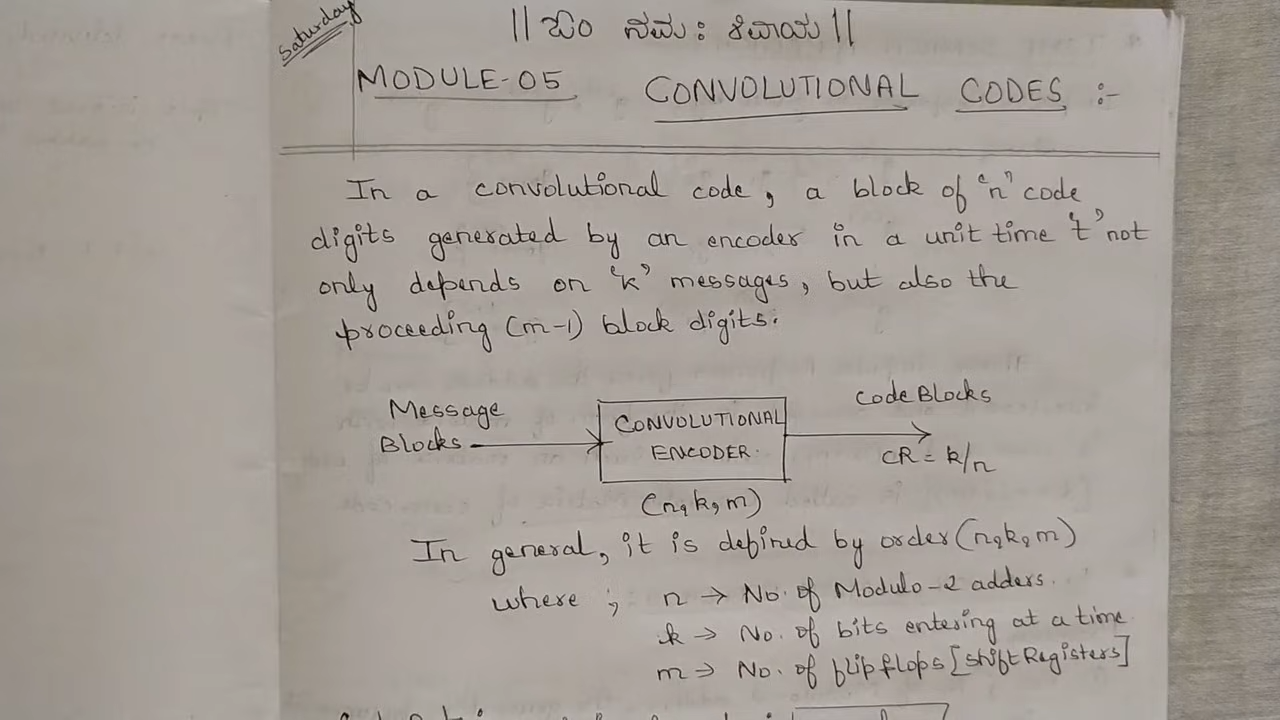 Saturday
|| ಓಂ ನಮಃ ಶಿವಾಯ ||
MODULE-05 CONVOLUTIONAL CODES :-
In a convolutional code, a block of 'n' code
digits generated by an encoder in a unit time 't' not
only depends on 'k' messages, but also the
proceeding (m-1) block digits.
Message
Blocks
CONVOLUTIONAL
ENCODER.
(n,k,m)
Code Blocks
CR = k/n
In general, it is defined by order (n,k,m)
where ; n → No. of Modulo-2 adders.
k → No. of bits entering at a time
m → No. of flipflops [Shift Registers]